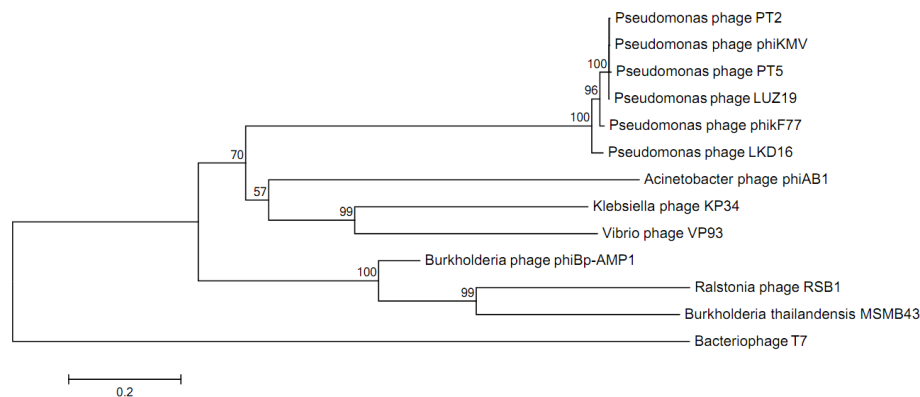 Pseudomonas phage PT2
Pseudomonas phage phiKMV
100
Pseudomonas phage PT5
96
Pseudomonas phage LUZ19
100
Pseudomonas phage phikF77
70
Pseudomonas phage LKD16
57
Acinetobacter phage phiAB1
99
Klebsiella phage KP34
Vibrio phage VP93
100
Burkholderia phage phiBp-AMP1
99
Ralstonia phage RSB1
Burkholderia thailandensis MSMB43
Bacteriophage T7
0.2